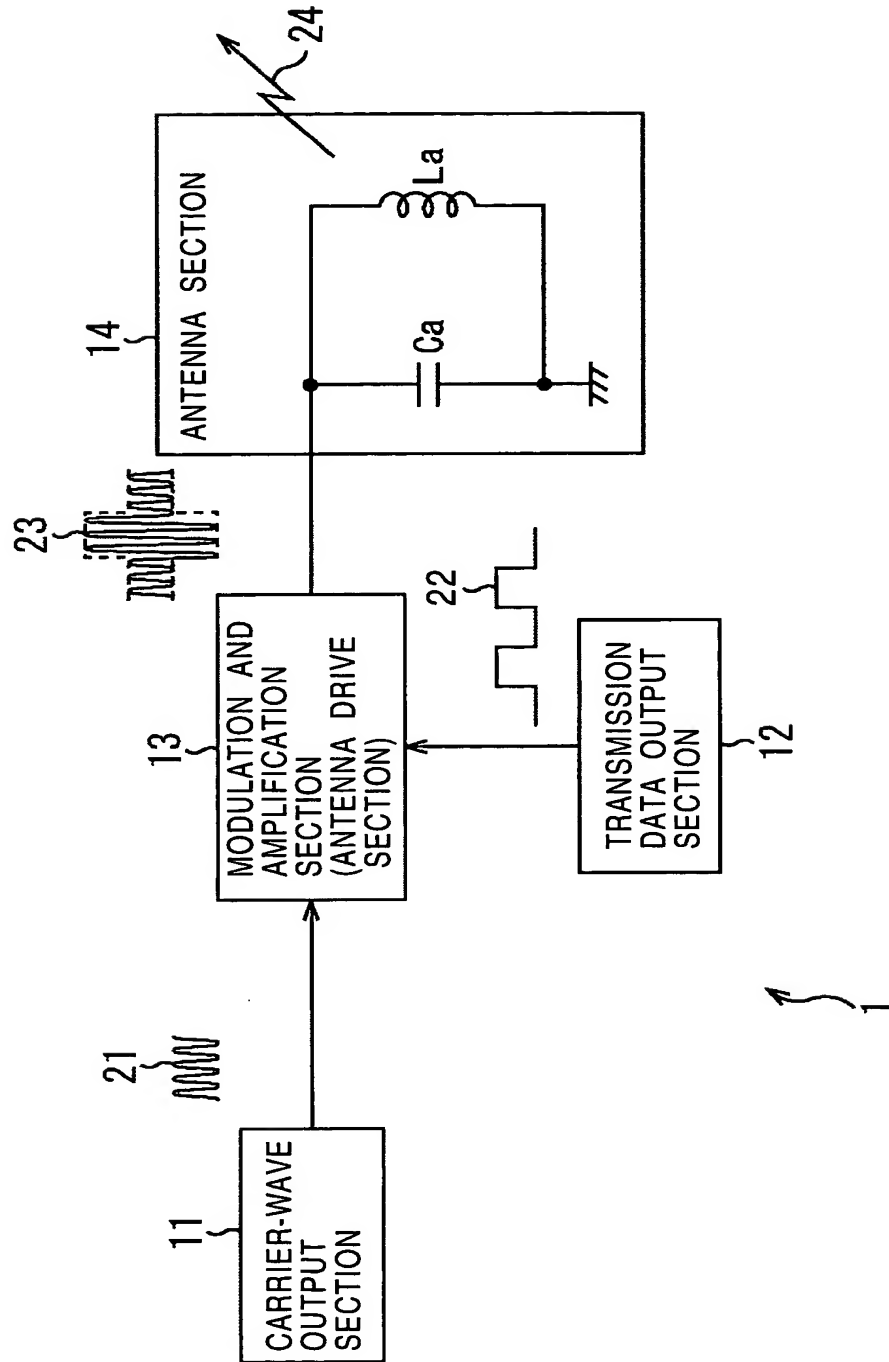 11
CARRIER-WAVE
OUTPUT
SECTION
21
13
MODULATION AND
AMPLIFICATION
SECTION
(ANTENNA DRIVE
SECTION)
22
TRANSMISSION
DATA OUTPUT
SECTION
12
23
14
ANTENNA SECTION
Ca
La
24
1